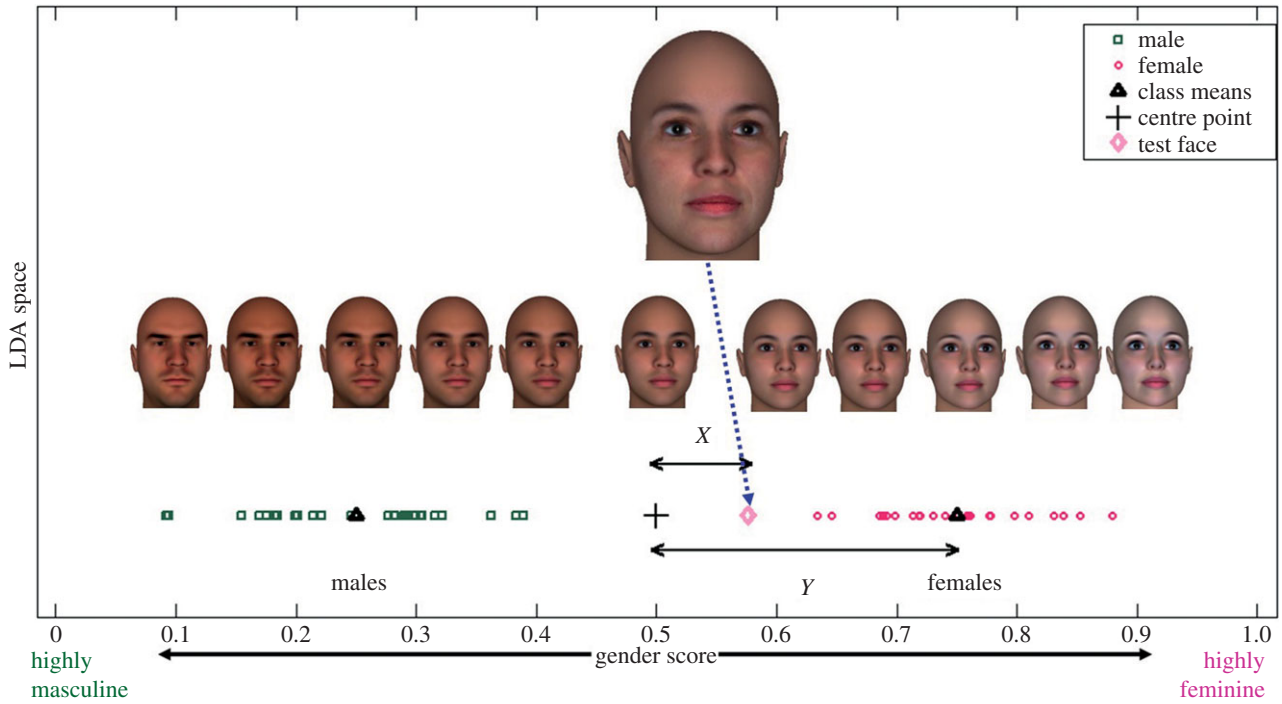 male
female
class means
centre point
test face
LDA space
X
Y
males
females
0 0.1 0.2 0.3 0.4 0.5 0.6 0.7 0.8 0.9 1.0
highly
masculine
gender score
highly
feminine